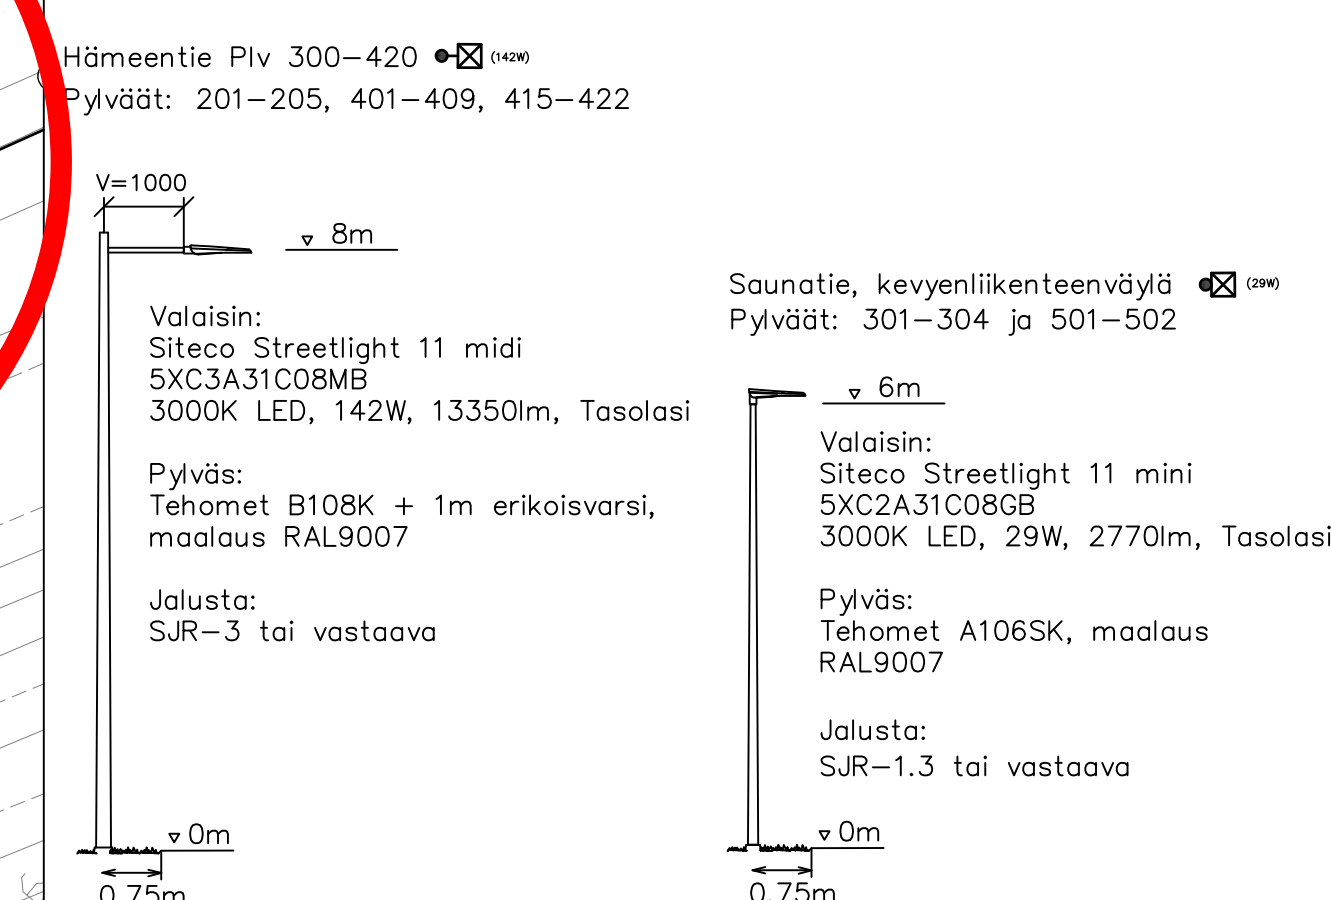 Hämeentie Plv 300-420 (142W)
Pylväät: 201-205, 401-409, 415-422
V=1000
8m
Valaisin:
Siteco Streetlight 11 midi
5XC3A31C08MB
3000K LED, 142W, 13350lm, Tasolasi
Pylväs:
Tehomet B108K + 1m erikoisvarsi,
maalaus RAL9007
Jalusta:
SJR-3 tai vastaava
0m
0.75m
Saunatie, kevyenliikenteenväylä (29W)
Pylväät: 301-304 ja 501-502
6m
Valaisin:
Siteco Streetlight 11 mini
5XC2A31C08GB
3000K LED, 29W, 2770lm, Tasolasi
Pylväs:
Tehomet A106SK, maalaus
RAL9007
Jalusta:
SJR-1.3 tai vastaava
0m
0.75m